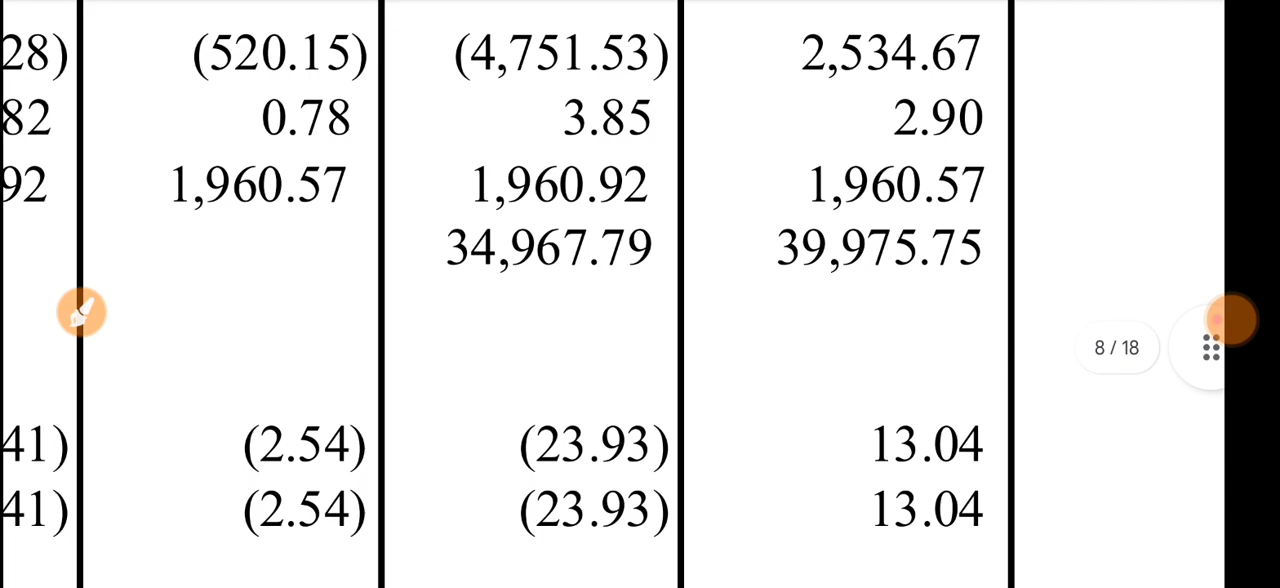 28) (520.15) (4,751.53) 2,534.67
82 0.78 3.85 2.90
92 1,960.57 1,960.92 1,960.57
34,967.79 39,975.75
8 / 18
41) (2.54) (23.93) 13.04
41) (2.54) (23.93) 13.04